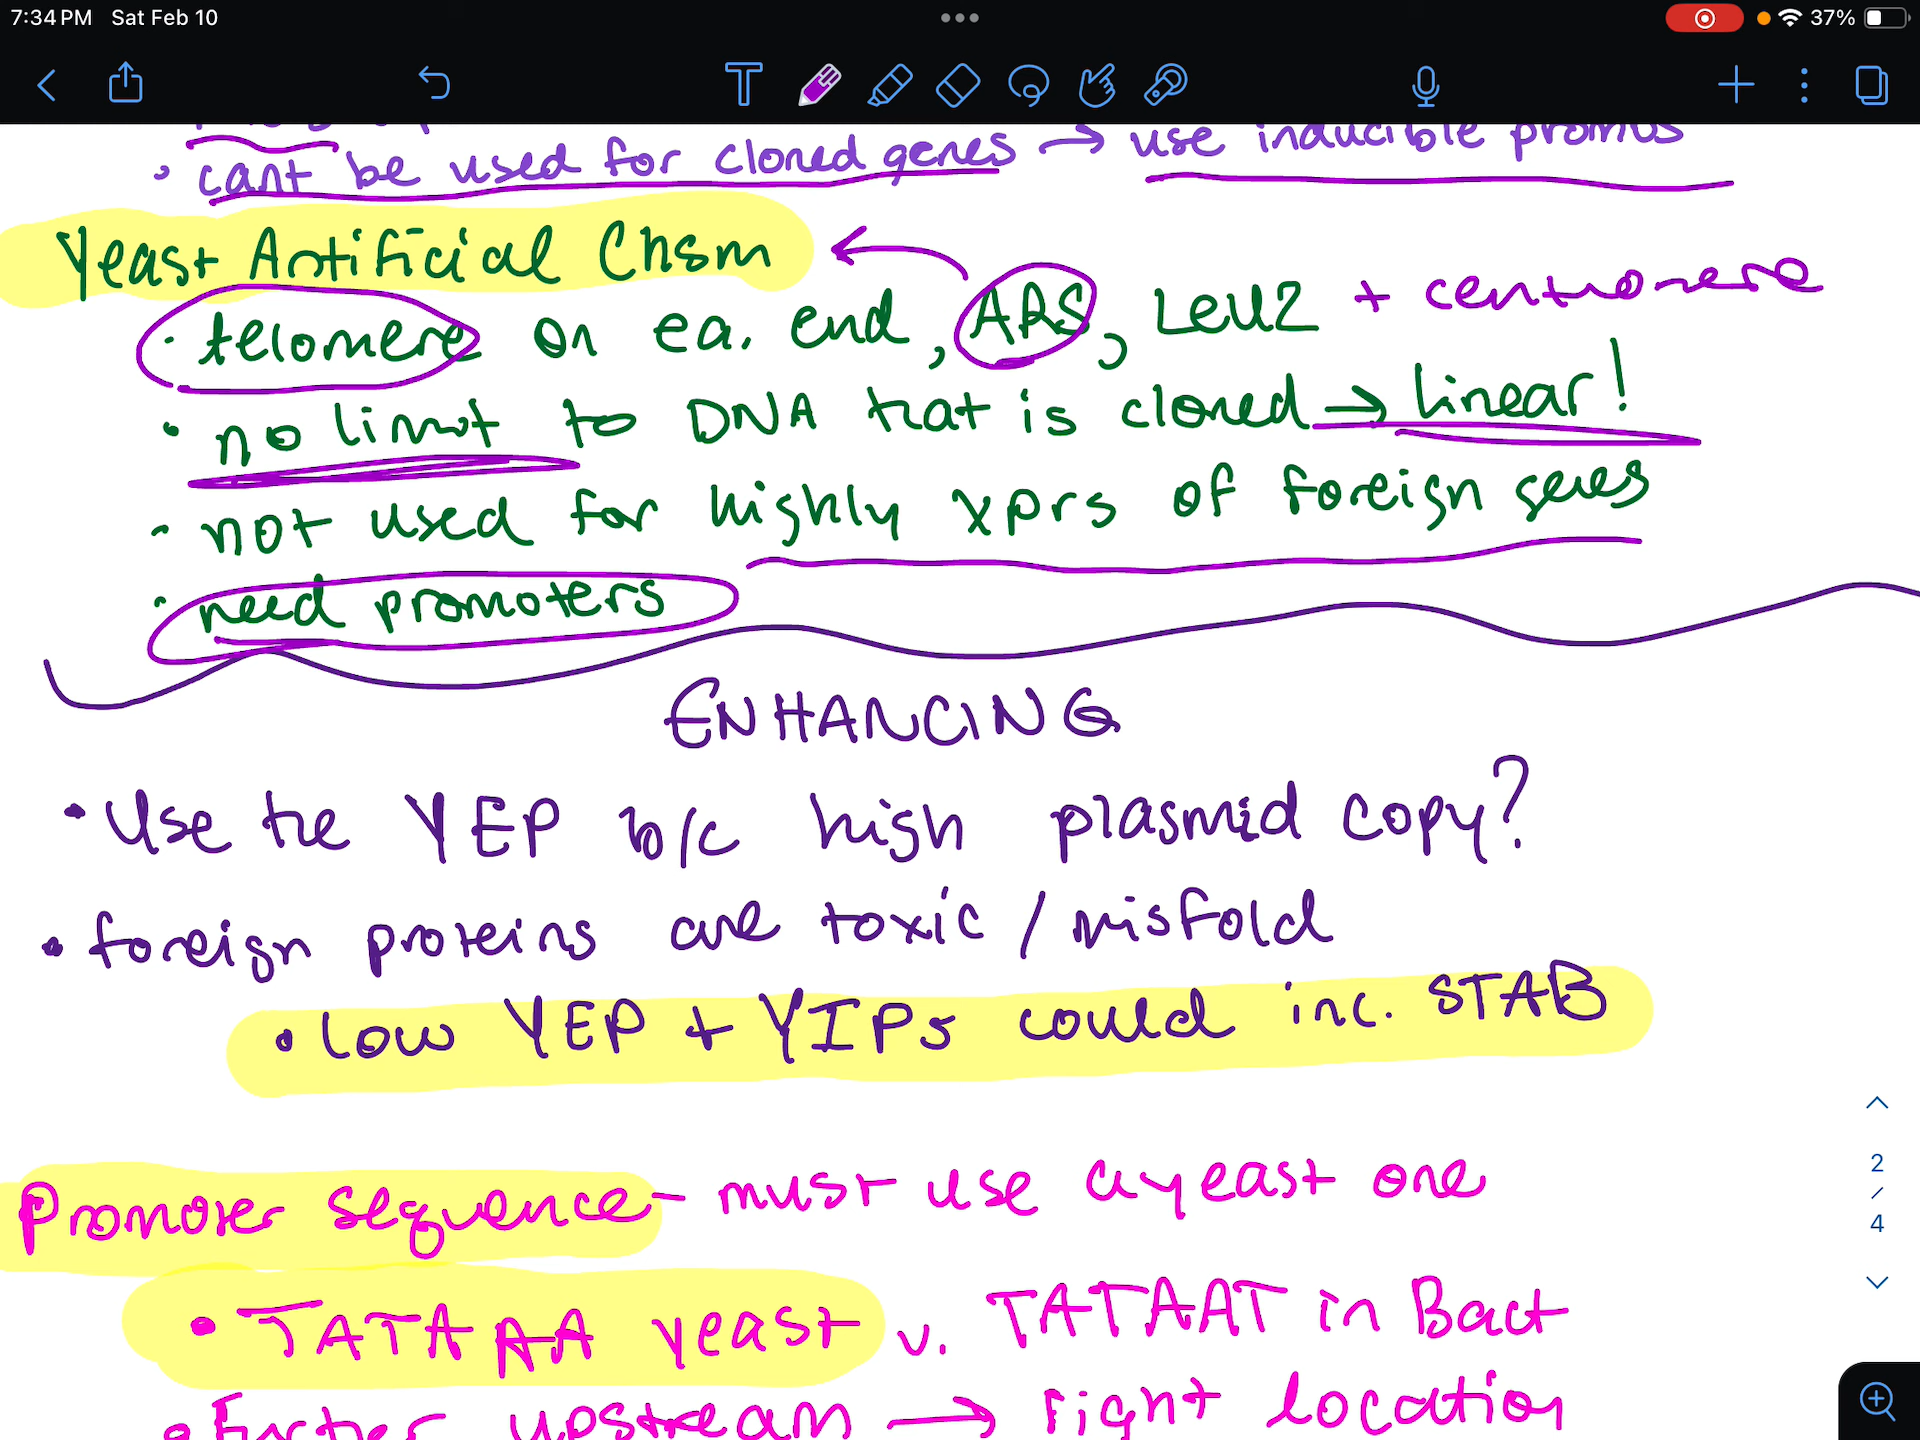 7:34 PM Sat Feb 10
37%
• cant be used for cloned genes → use inducible
Yeast Artificial Chsm
• telomere on ea. end, ARS, Leu2 + centromere
• no limit to DNA that is cloned → linear!
• not used for highly xprs of foreign genes
• need promoters
ENHANCING
• Use the YEP b/c high plasmid copy?
• foreign proteins are toxic / misfold
• low YEP + YIPs could inc. STAB
Promoter sequence - must use a yeast one
• TATAAA yeast v. TATAAT in Bact
• Further upstream → right location
2
/
4